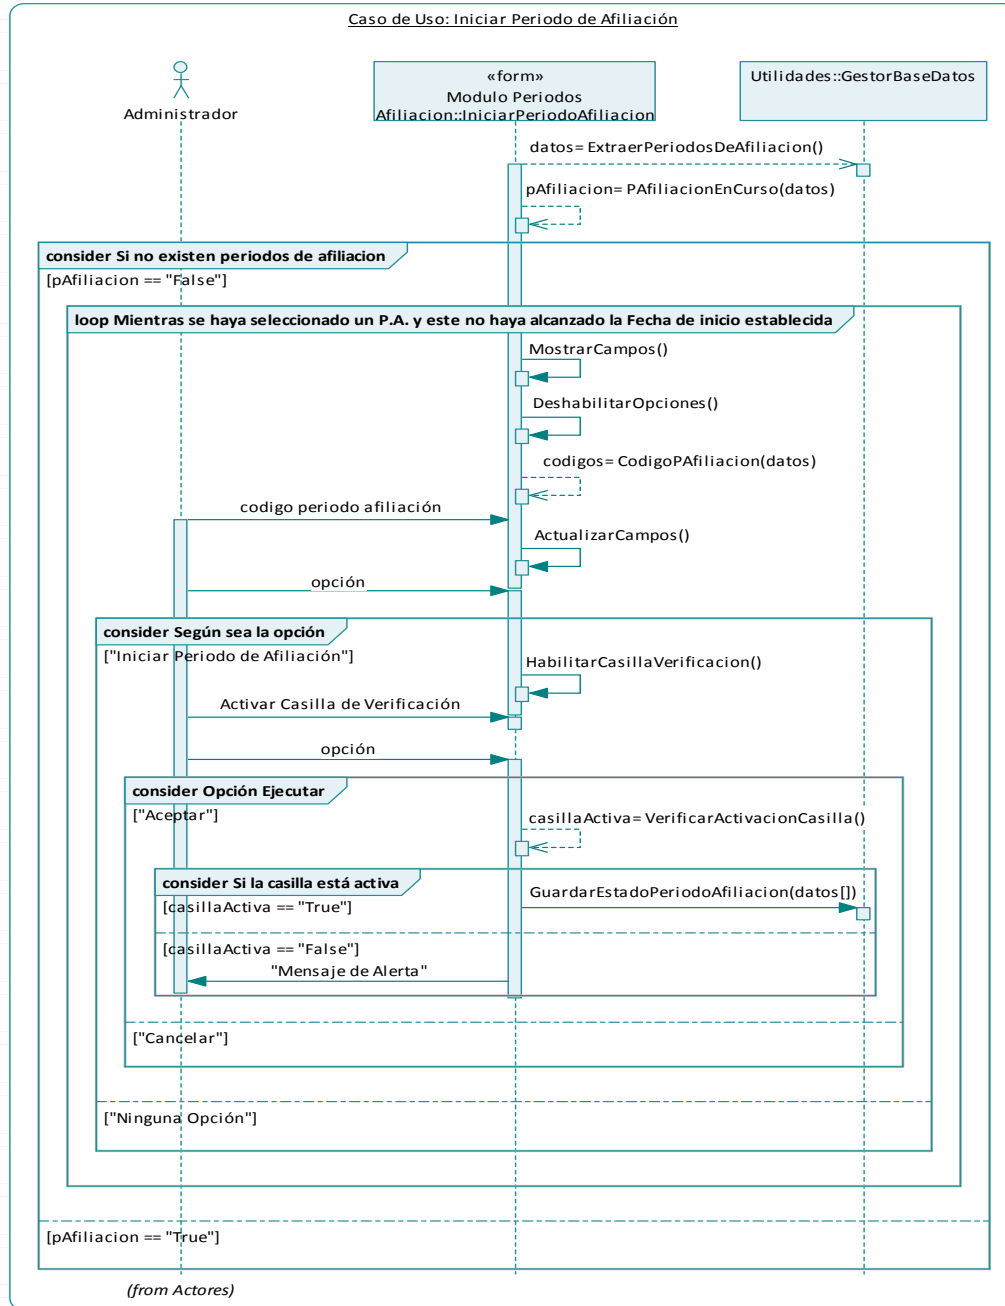 Caso de Uso: Iniciar Periodo de Afiliación
Administrador
«form»
Modulo Periodos
Afiliacion::IniciarPeriodoAfiliacion
Utilidades::GestorBaseDatos
datos= ExtraerPeriodosDeAfiliacion()
pAfiliacion= PAfiliacionEnCurso(datos)
consider Si no existen periodos de afiliacion
[pAfiliacion == "False"]
loop Mientras se haya seleccionado un P.A. y este no haya alcanzado la Fecha de inicio establecida
MostrarCampos()
DeshabilitarOpciones()
codigos= CodigoPAfiliacion(datos)
codigo periodo afiliación
ActualizarCampos()
opción
consider Según sea la opción
["Iniciar Periodo de Afiliación"]
HabilitarCasillaVerificacion()
Activar Casilla de Verificación
opción
consider Opción Ejecutar
["Aceptar"]
casillaActiva= VerificarActivacionCasilla()
consider Si la casilla está activa
GuardarEstadoPeriodoAfiliacion(datos[])
[casillaActiva == "True"]
[casillaActiva == "False"]
"Mensaje de Alerta"
["Cancelar"]
["Ninguna Opción"]
[pAfiliacion == "True"]
(from Actores)